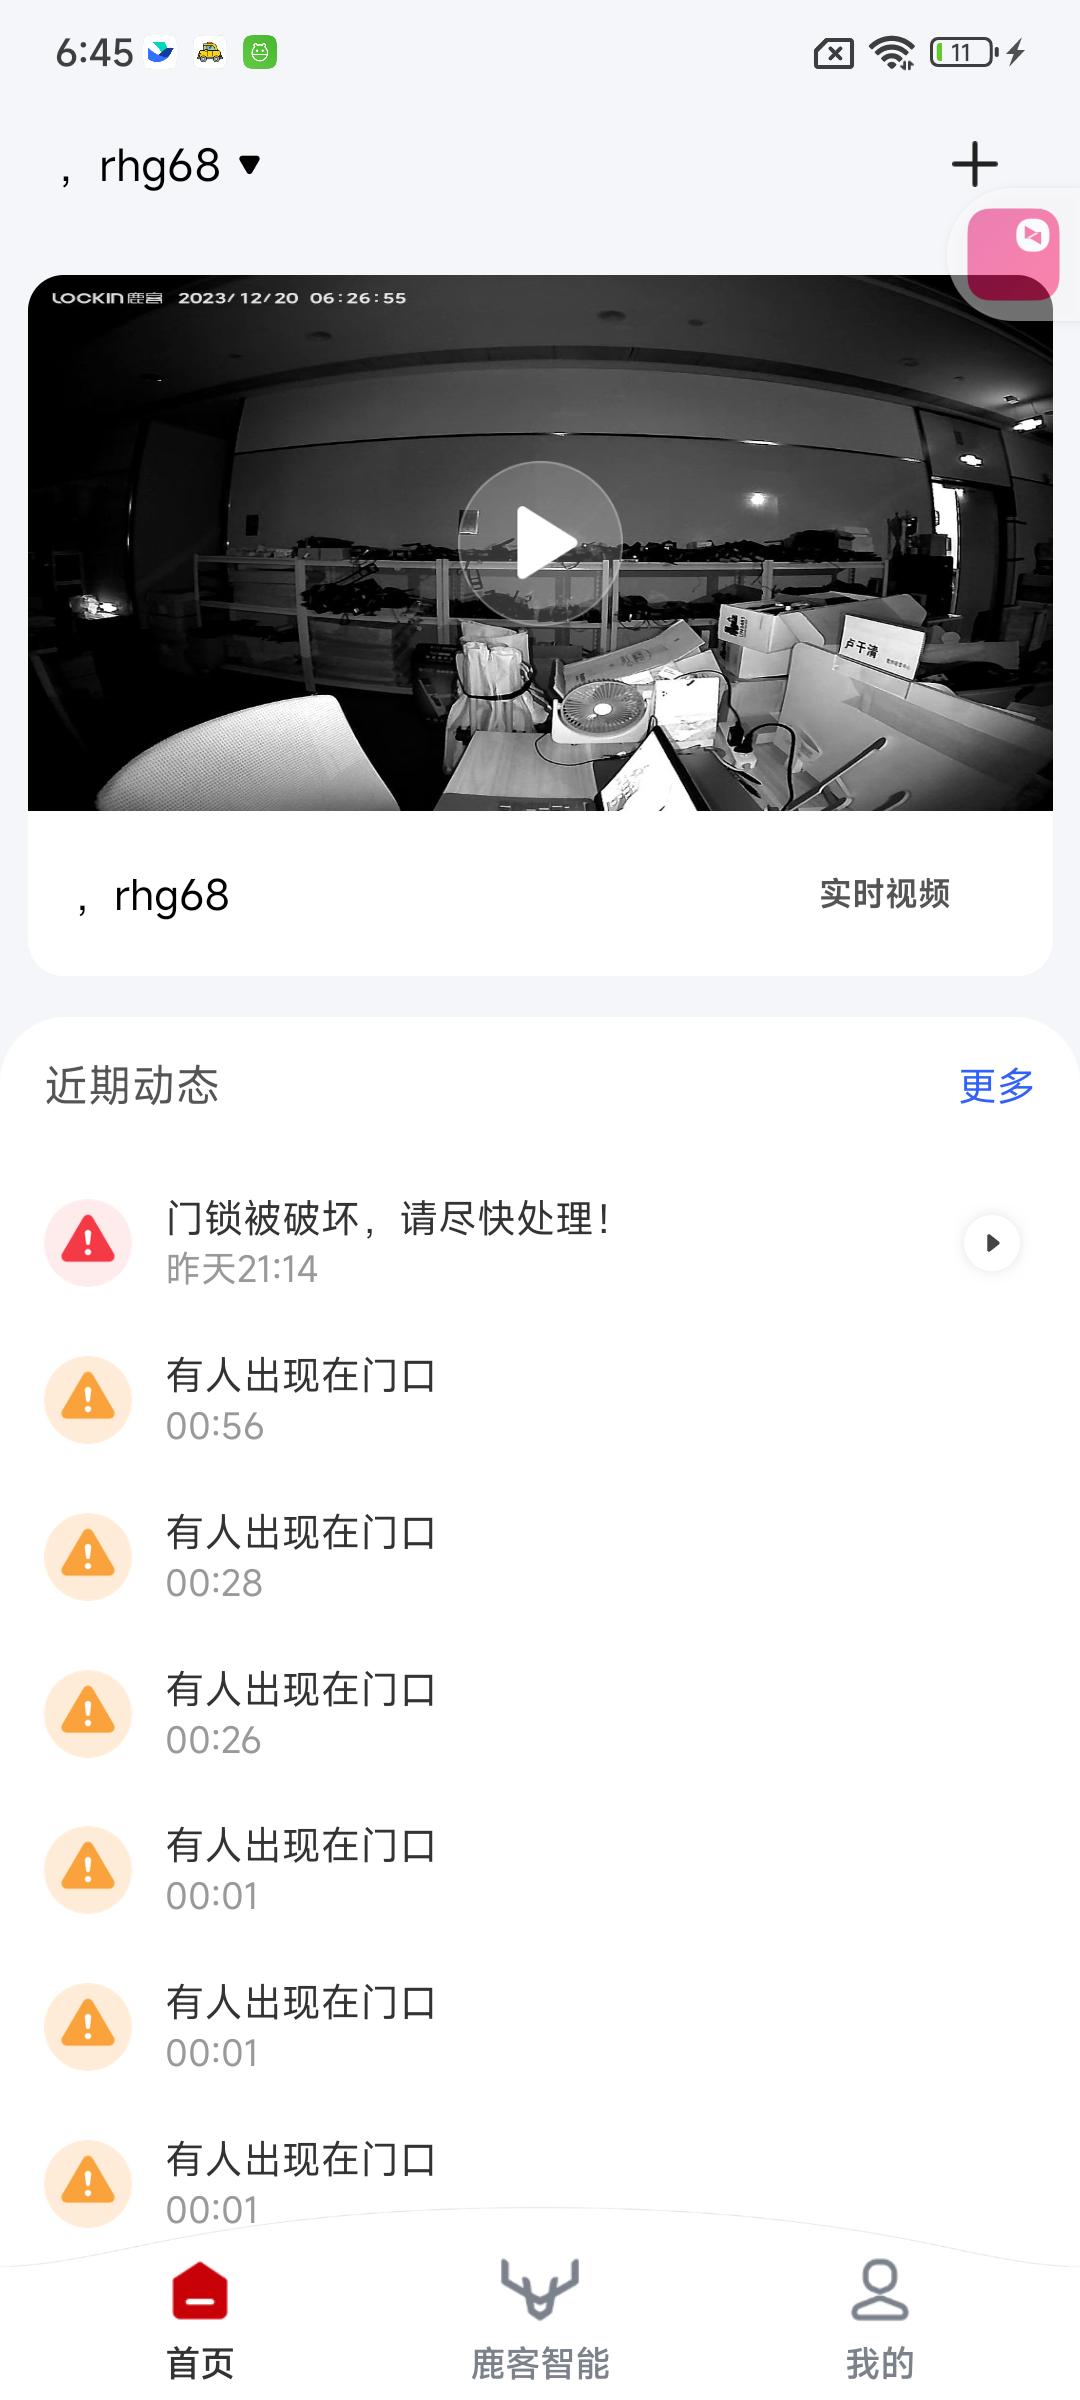 6:45
11
，rhg68
LOCKIN鹿客 2023/12/20 06:26:55
卢干清
，rhg68
实时视频
近期动态
更多
门锁被破坏，请尽快处理！
昨天21:14
有人出现在门口
00:56
有人出现在门口
00:28
有人出现在门口
00:26
有人出现在门口
00:01
有人出现在门口
00:01
有人出现在门口
00:01
首页
鹿客智能
我的